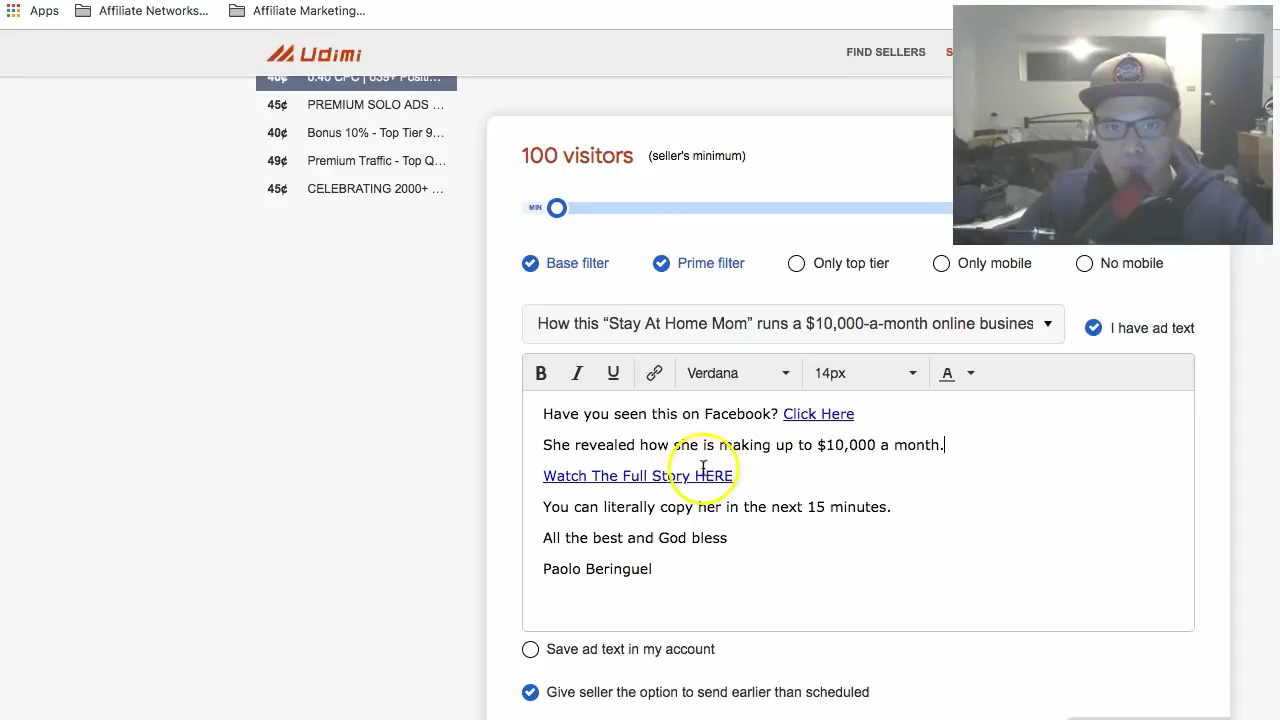 Apps Affiliate Networks... Affiliate Marketing...
Udimi
FIND SELLERS S
40¢ 0.40 CPC | 639+ Positi...
45¢ PREMIUM SOLO ADS ...
40¢ Bonus 10% - Top Tier 9...
49¢ Premium Traffic - Top Q...
45¢ CELEBRATING 2000+ ...
100 visitors (seller's minimum)
MIN
Base filter Prime filter Only top tier Only mobile No mobile
How this “Stay At Home Mom” runs a $10,000-a-month online busines
I have ad text
B I U Verdana 14px A
Have you seen this on Facebook? Click Here
She revealed how she is making up to $10,000 a month.
Watch The Full Story HERE
You can literally copy her in the next 15 minutes.
All the best and God bless
Paolo Beringuel
Save ad text in my account
Give seller the option to send earlier than scheduled